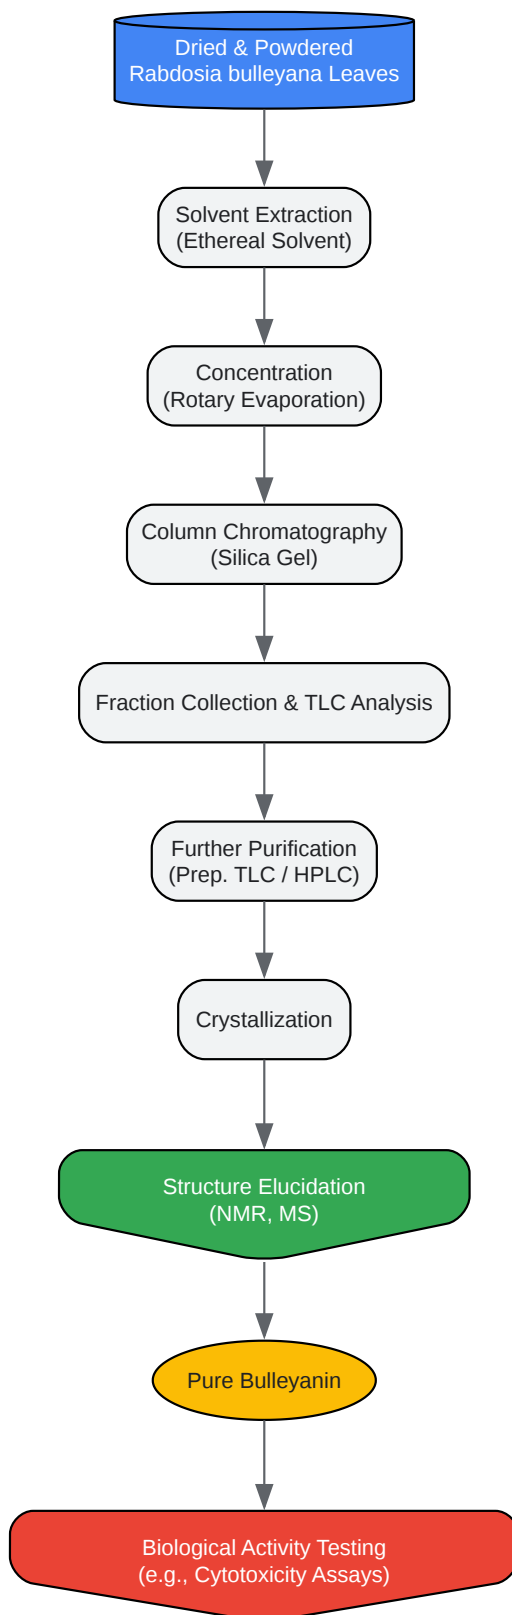 Dried & Powdered
Rabdosia bulleyana Leaves
Solvent Extraction
(Ethereal Solvent)
Concentration
(Rotary Evaporation)
Column Chromatography
(Silica Gel)
Fraction Collection & TLC Analysis
Further Purification
(Prep. TLC / HPLC)
Crystallization
Structure Elucidation
(NMR, MS)
Pure Bulleyanin
Biological Activity Testing
(e.g., Cytotoxicity Assays)